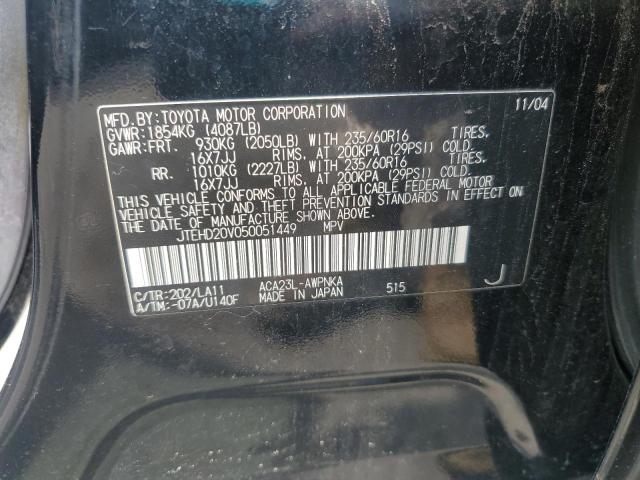 MFD.BY:TOYOTA MOTOR CORPORATION 11/04
GVWR:1854KG (4087LB)
GAWR:FRT. 930KG (2050LB) WITH 235/60R16 TIRES,
16X7JJ RIMS, AT 200KPA (29PSI) COLD.
RR. 1010KG (2227LB) WITH 235/60R16 TIRES,
16X7JJ RIMS, AT 200KPA (29PSI) COLD.
THIS VEHICLE CONFORMS TO ALL APPLICABLE FEDERAL MOTOR
VEHICLE SAFETY AND THEFT PREVENTION STANDARDS IN EFFECT ON
THE DATE OF MANUFACTURE SHOWN ABOVE.
JTEHD20V050051449 MPV
C/TR:202/LA11 ACA23L-AWPNKA 515 J
A/TM:-07A/U140F MADE IN JAPAN